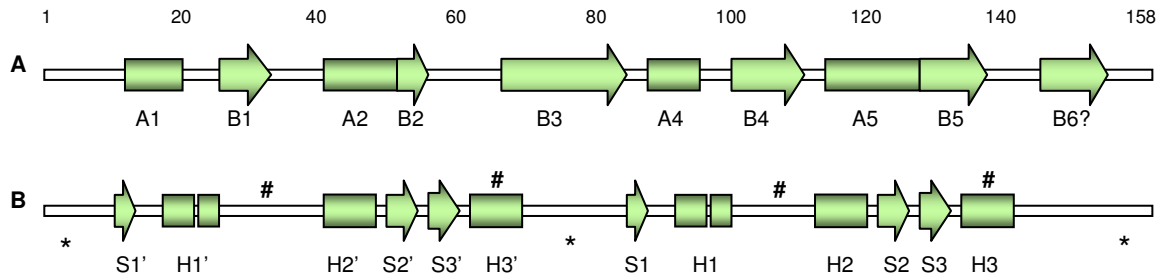 1 20 40 60 80 100 120 140 158
A
A1 B1 A2 B2 B3 A4 B4 A5 B5 B6?
# # # #
B
* * *
S1’ H1’ H2’ S2’ S3’ H3’ S1 H1 H2 S2 S3 H3